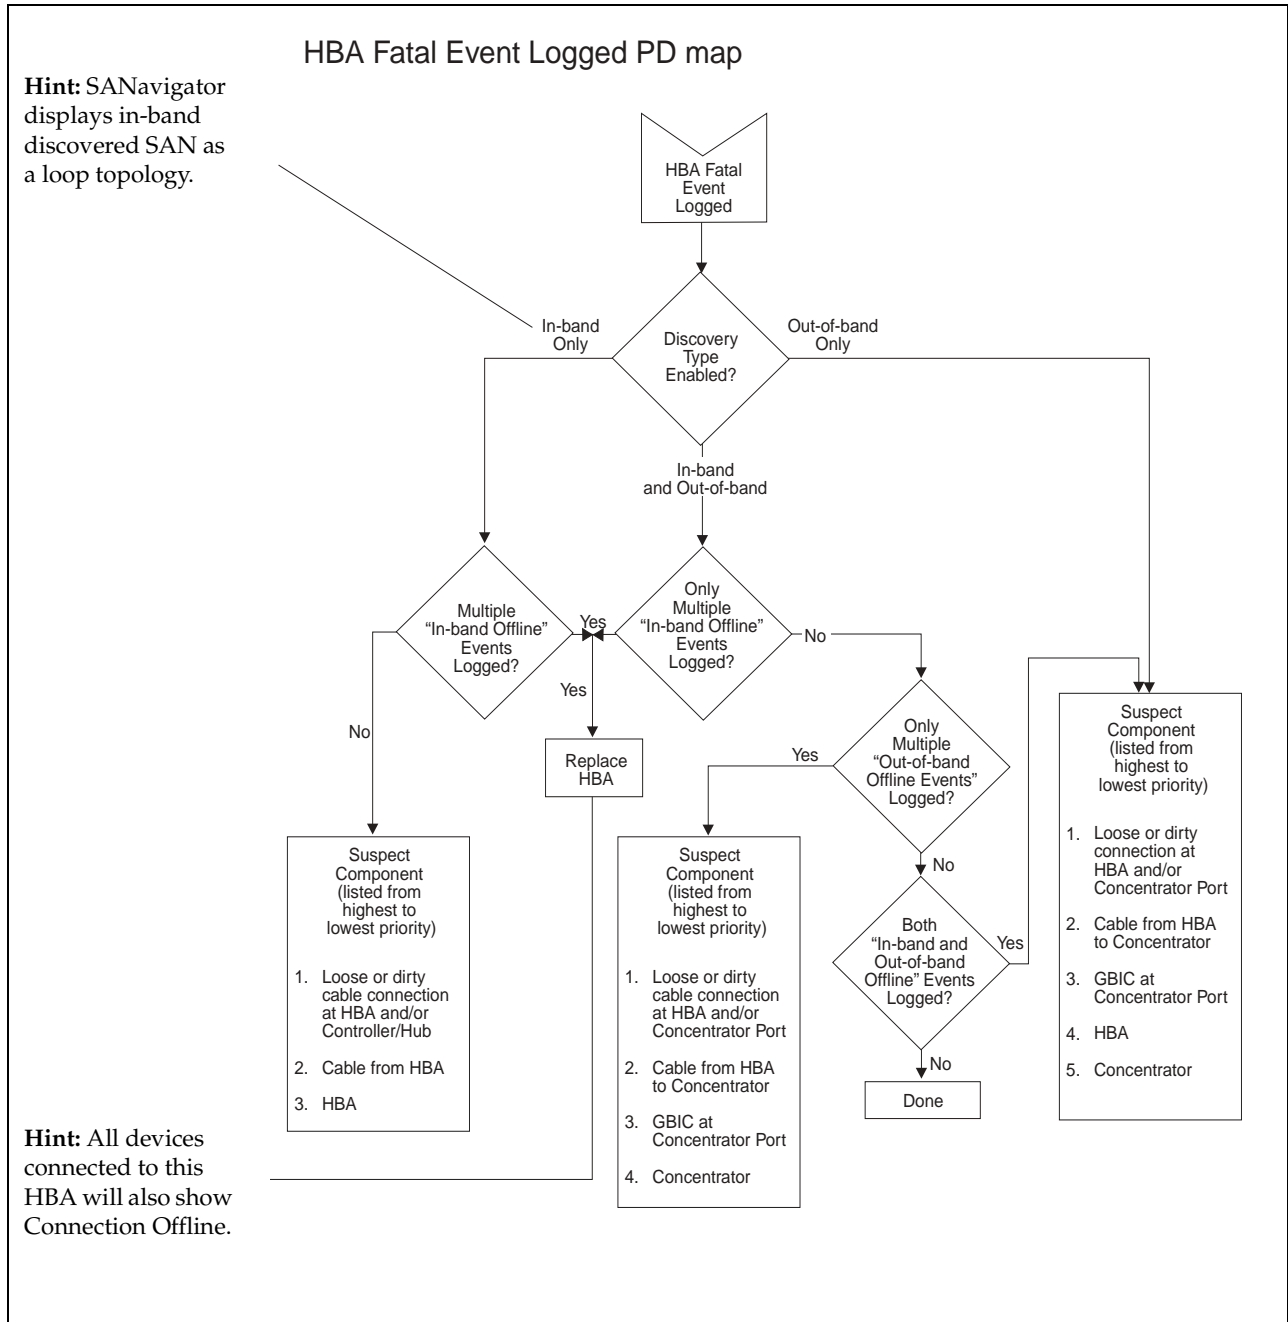 HBA Fatal Event Logged PD map
Hint: SANavigator
displays in-band
discovered SAN as
a loop topology.
HBA Fatal
Event
Logged
In-band
Only
Discovery
Type
Enabled?
Out-of-band
Only
In-band
and Out-of-band
Multiple
“In-band Offline”
Events
Logged?
Yes
Only
Multiple
“In-band Offline”
Events
Logged?
No
Yes
No
Replace
HBA
Only
Multiple
“Out-of-band
Offline Events”
Logged?
Yes
No
Both
“In-band and
Out-of-band
Offline” Events
Logged?
Yes
No
Done
Suspect
Component
(listed from
highest to
lowest priority)
1. Loose or dirty
cable connection
at HBA and/or
Controller/Hub
2. Cable from HBA
3. HBA
Suspect
Component
(listed from
highest to
lowest priority)
1. Loose or dirty
cable connection
at HBA and/or
Concentrator Port
2. Cable from HBA
to Concentrator
3. GBIC at
Concentrator Port
4. Concentrator
Suspect
Component
(listed from
highest to
lowest priority)
1. Loose or dirty
connection at
HBA and/or
Concentrator Port
2. Cable from HBA
to Concentrator
3. GBIC at
Concentrator Port
4. HBA
5. Concentrator
Hint: All devices
connected to this
HBA will also show
Connection Offline.